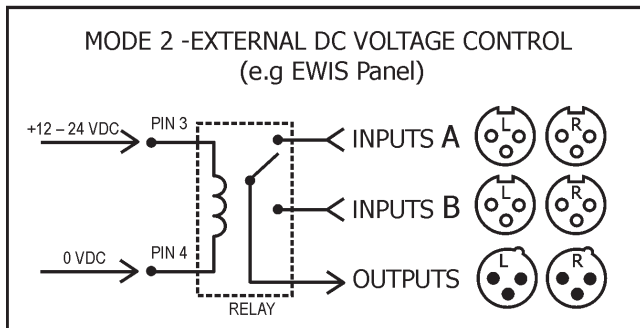 MODE 2 -EXTERNAL DC VOLTAGE CONTROL
(e.g EWIS Panel)
+12 – 24 VDC
PIN 3
INPUTS A
L
R
INPUTS B
L
R
0 VDC
PIN 4
OUTPUTS
L
R
RELAY